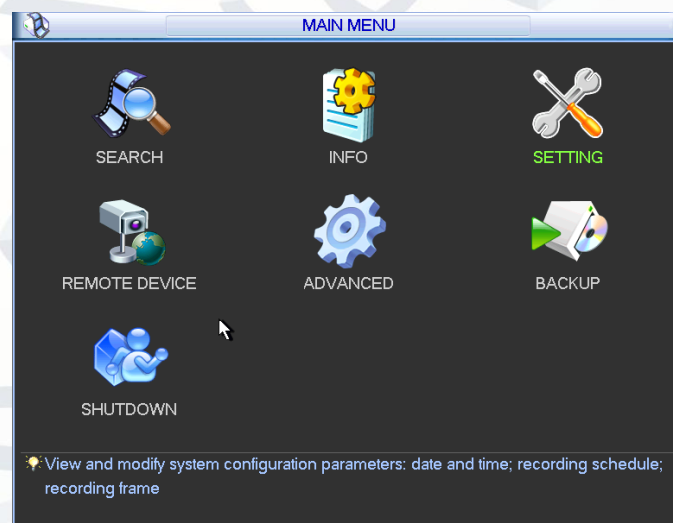 MAIN MENU
SEARCH
INFO
SETTING
REMOTE DEVICE
ADVANCED
BACKUP
SHUTDOWN
View and modify system configuration parameters: date and time; recording schedule;
recording frame